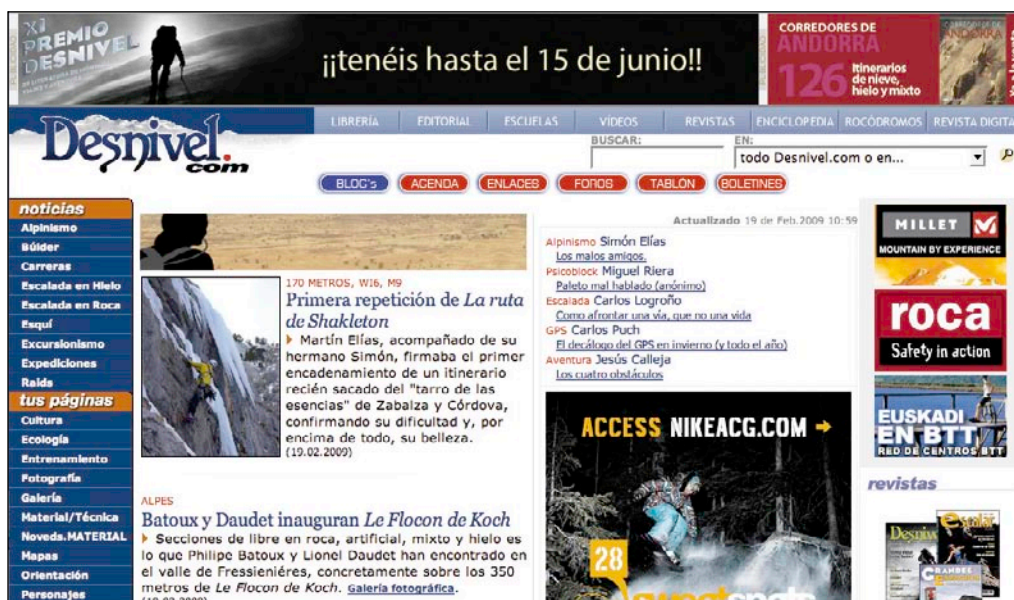 XI
PREMIO
DESNIVEL
¡¡tenéis hasta el 15 de junio!!
CORREDORES DE
ANDORRA
126 Itinerarios
de nieve,
hielo y mixto
Desnivel.
com
LIBRERÍA EDITORIAL ESCUELAS VÍDEOS REVISTAS ENCICLOPEDIA ROCÓDROMOS REVISTA DIGITA
BUSCAR: EN:
todo Desnivel.com o en...
BLOG's AGENDA ENLACES FOROS TABLÓN BOLETINES
noticias
Alpinismo
Búlder
Carreras
Escalada en Hielo
Escalada en Roca
Esquí
Excursionismo
Expediciones
Raids
tus páginas
Cultura
Ecología
Entrenamiento
Fotografía
Galería
Material/Técnica
Noveds.MATERIAL
Mapas
Orientación
Personajes
170 METROS, WI6, M9
Primera repetición de La ruta
de Shakleton
Martín Elías, acompañado de su
hermano Simón, firmaba el primer
encadenamiento de un itinerario
recién sacado del "tarro de las
esencias" de Zabalza y Córdova,
confirmando su dificultad y, por
encima de todo, su belleza.
(19.02.2009)
ALPES
Batoux y Daudet inauguran Le Flocon de Koch
Secciones de libre en roca, artificial, mixto y hielo es
lo que Philipe Batoux y Lionel Daudet han encontrado en
el valle de Fressieniéres, concretamente sobre los 350
metros de Le Flocon de Koch. Galería fotográfica.
Actualizado 19 de Feb.2009 10:59
Alpinismo Simón Elías
Los malos amigos.
Psicoblock Miguel Riera
Paleto mal hablado (anónimo)
Escalada Carlos Logroño
Como afrontar una vía, que no una vida
GPS Carlos Puch
El decálogo del GPS en invierno (y todo el año)
Aventura Jesús Calleja
Los cuatro obstáculos
ACCESS NIKEACG.COM
28
sweetspots
MILLET
MOUNTAIN BY EXPERIENCE
roca
Safety in action
EUSKADI
EN BTT
RED DE CENTROS BTT
revistas
Desnivel
Escalar
GRANDES